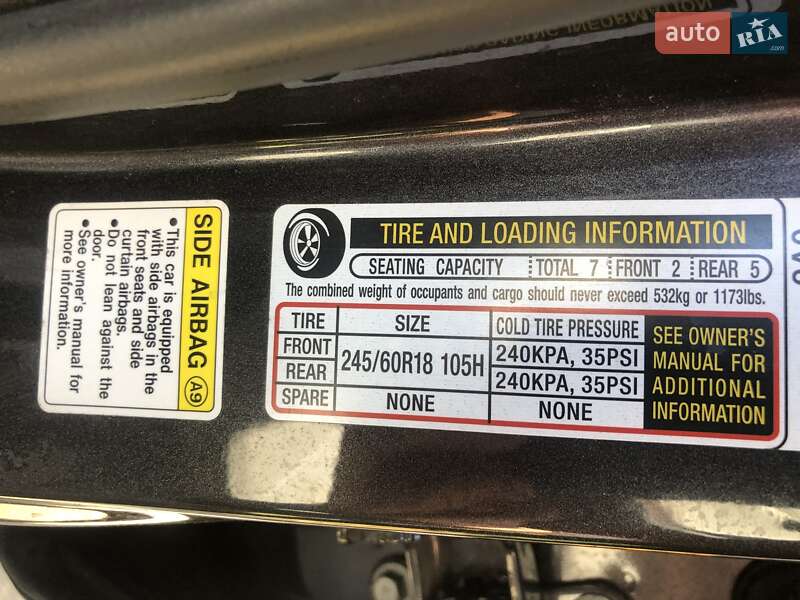 auto RIA .com
SIDE AIRBAG A9
• This car is equipped
with side airbags in the
front seats and side
curtain airbags.
• Do not lean against the
door.
• See owner's manual for
more information.
TIRE AND LOADING INFORMATION
SEATING CAPACITY TOTAL 7 FRONT 2 REAR 5
The combined weight of occupants and cargo should never exceed 532kg or 1173lbs.
TIRE SIZE COLD TIRE PRESSURE
FRONT 245/60R18 105H 240KPA, 35PSI
REAR 240KPA, 35PSI
SPARE NONE NONE
SEE OWNER'S
MANUAL FOR
ADDITIONAL
INFORMATION